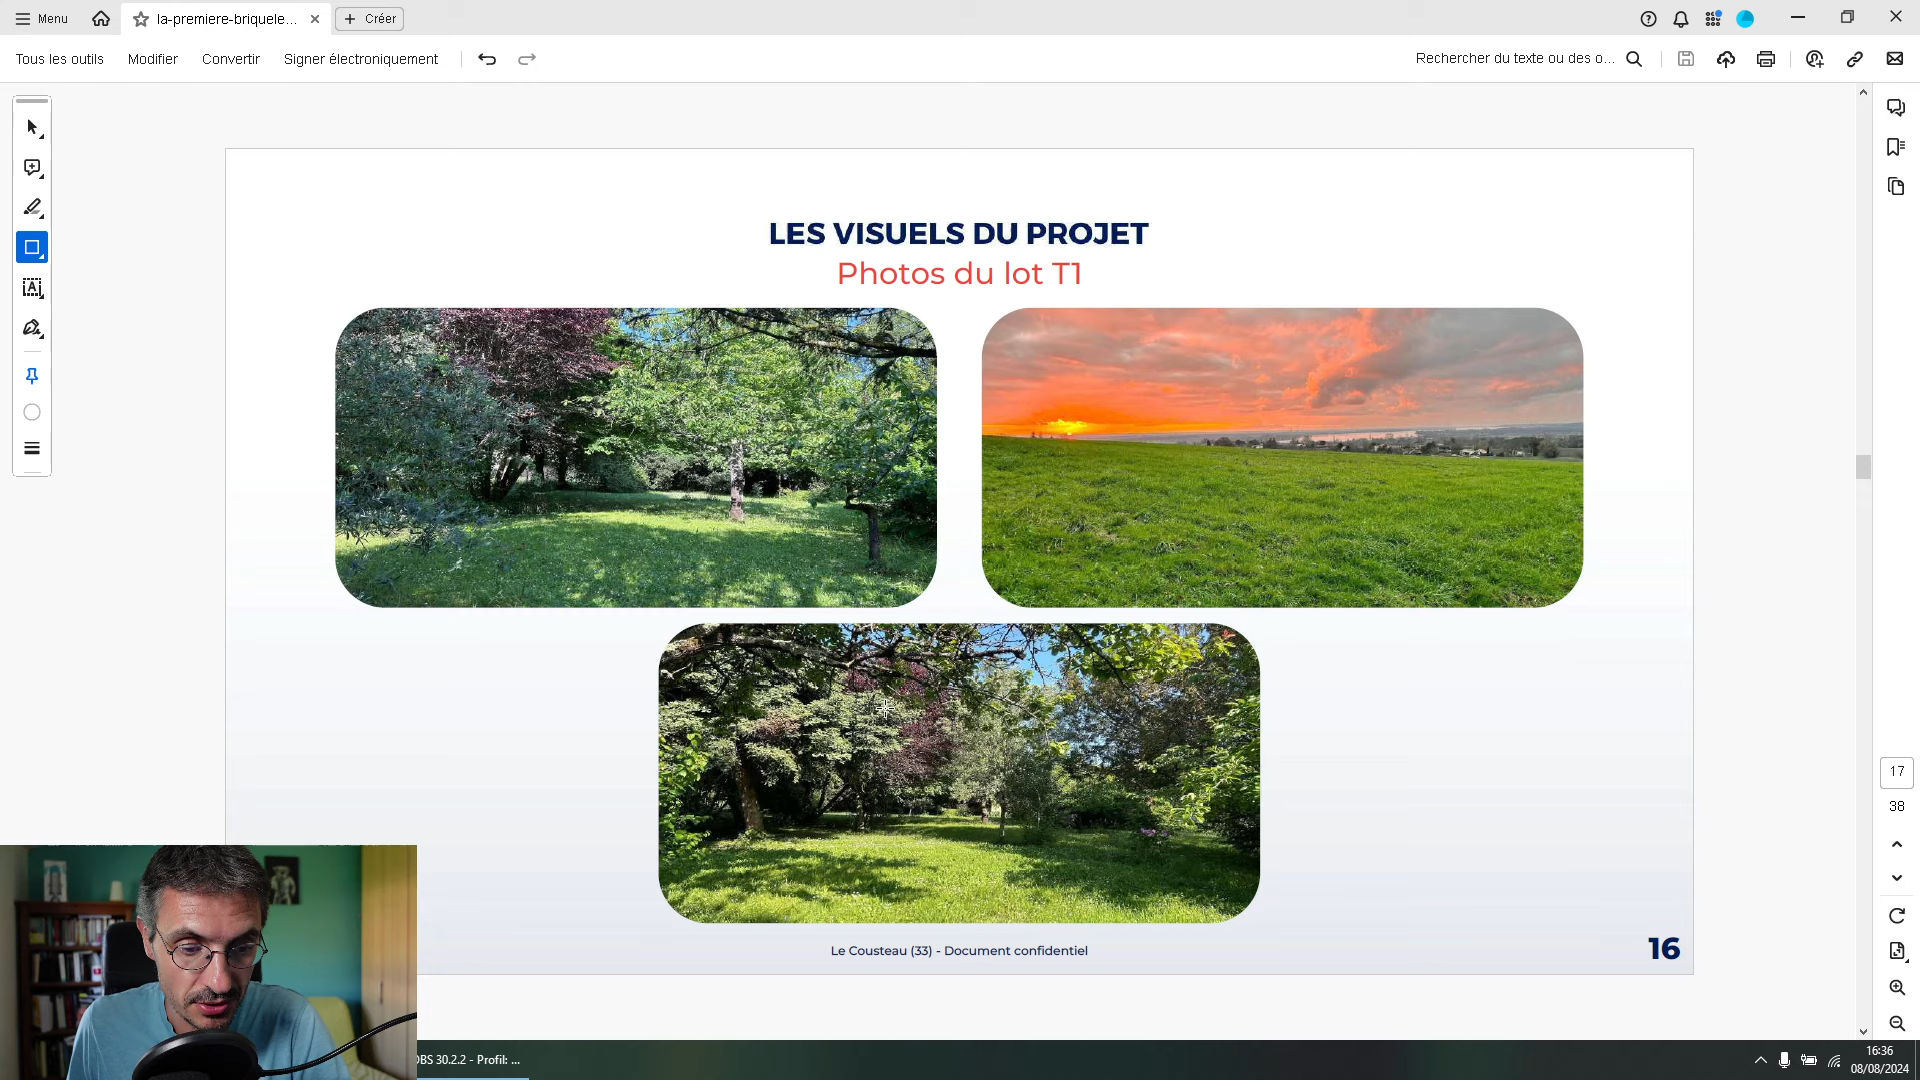 Menu
la-premiere-briquele...
Créer
Tous les outils
Modifier
Convertir
Signer électroniquement
Rechercher du texte ou des o...
LES VISUELS DU PROJET
Photos du lot T1
17
38
Le Cousteau (33) - Document confidentiel
16
OBS 30.2.2 - Profil: ...
16:36
08/08/2024